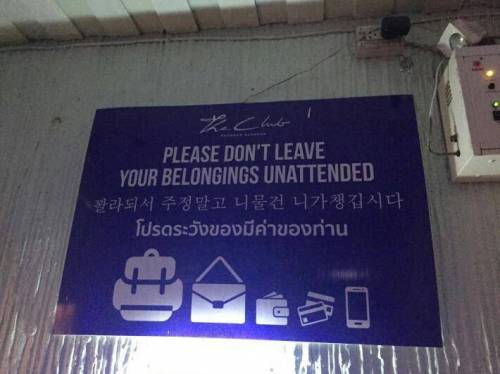 The Club
PLEASE DON'T LEAVE
YOUR BELONGINGS UNATTENDED
꽐라되서 주정말고 니물건 니가챙깁시다
โปรดระวังของมีค่าของท่าน